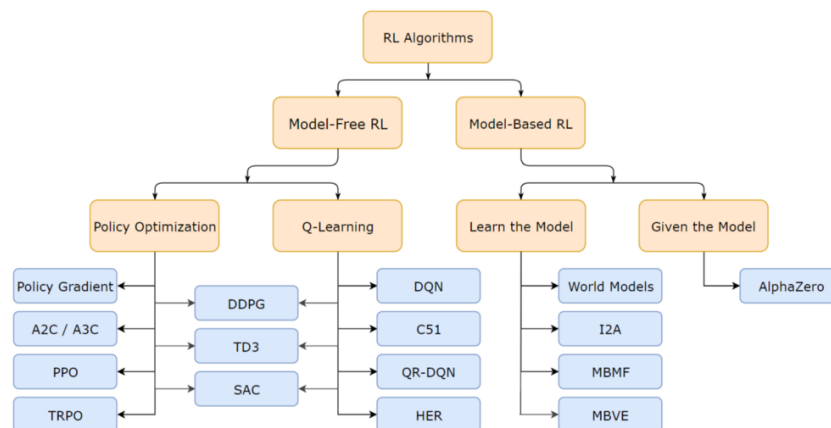 RL Algorithms
Model-Free RL
Model-Based RL
Policy Optimization
Q-Learning
Learn the Model
Given the Model
Policy Gradient
DDPG
DQN
World Models
AlphaZero
A2C / A3C
TD3
C51
I2A
PPO
SAC
QR-DQN
MBMF
TRPO
HER
MBVE